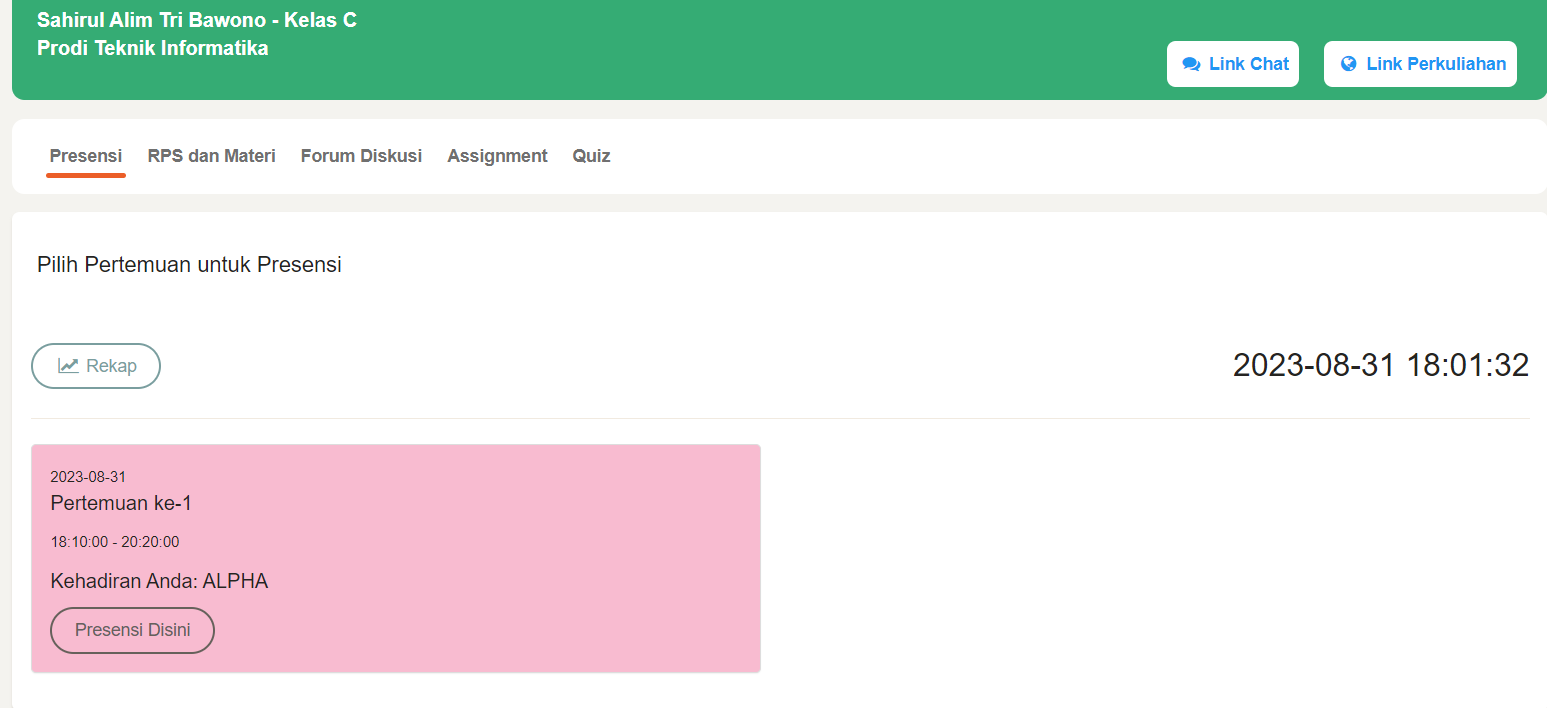 Sahirul Alim Tri Bawono - Kelas C
Prodi Teknik Informatika
Link Chat
Link Perkuliahan
Presensi
RPS dan Materi
Forum Diskusi
Assignment
Quiz
Pilih Pertemuan untuk Presensi
Rekap
2023-08-31 18:01:32
2023-08-31
Pertemuan ke-1
18:10:00 - 20:20:00
Kehadiran Anda: ALPHA
Presensi Disini